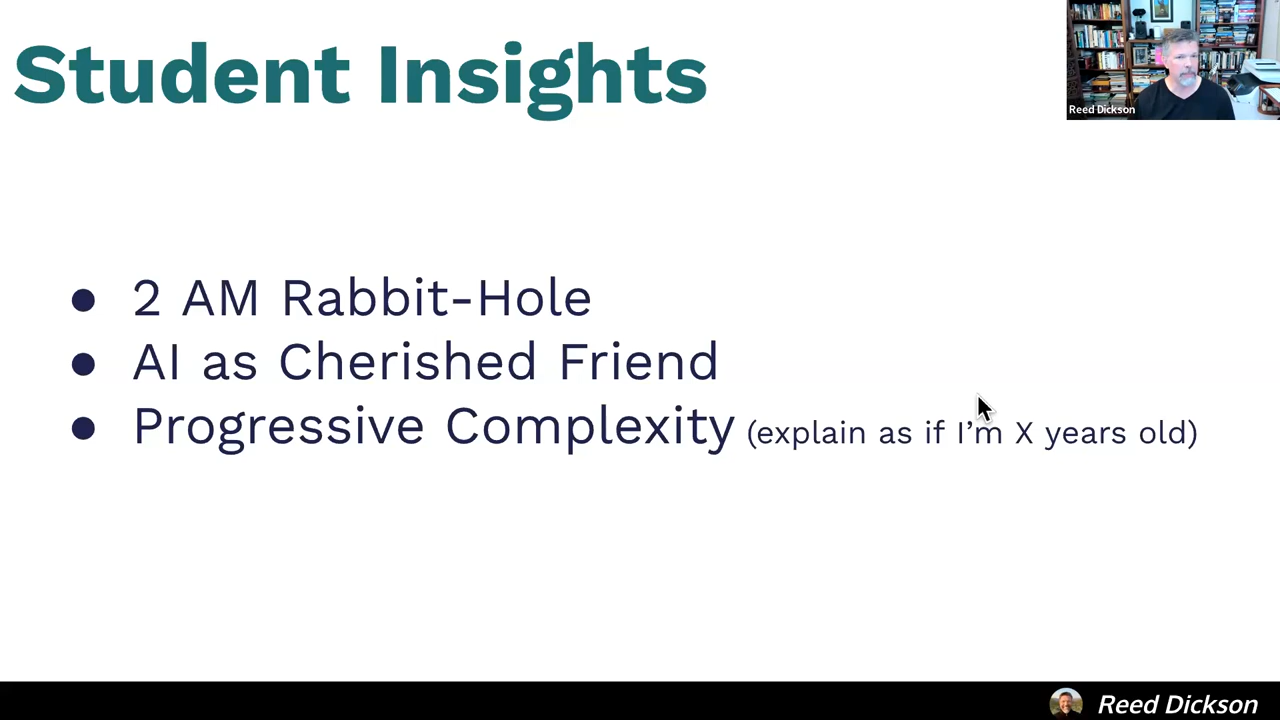 Student Insights
Reed Dickson
● 2 AM Rabbit-Hole
● AI as Cherished Friend
● Progressive Complexity (explain as if I'm X years old)
Reed Dickson